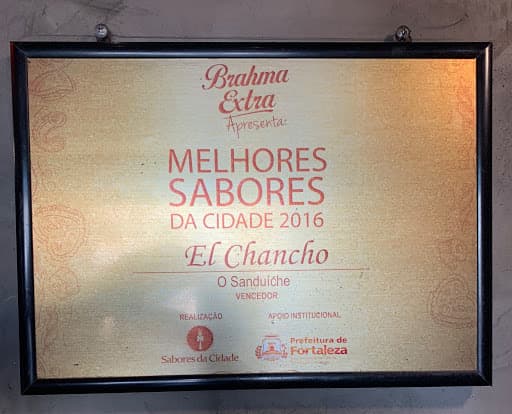 Brahma
Extra
Apresenta:
MELHORES
SABORES
DA CIDADE 2016
El Chancho
O Sanduíche
VENCEDOR
REALIZAÇÃO
APOIO INSTITUCIONAL
Sabores da Cidade
Prefeitura de
Fortaleza